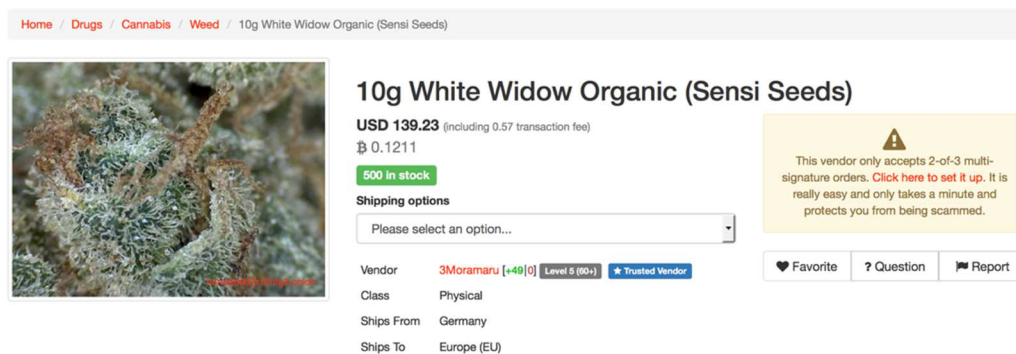 Home / Drugs / Cannabis / Weed / 10g White Widow Organic (Sensi Seeds)
10g White Widow Organic (Sensi Seeds)
USD 139.23 (including 0.57 transaction fee)
฿ 0.1211
500 in stock
Shipping options
Please select an option...
Vendor 3Moramaru [+49|0] Level 5 (60+) ★ Trusted Vendor
Class Physical
Ships From Germany
Ships To Europe (EU)
This vendor only accepts 2-of-3 multi-
signature orders. Click here to set it up. It is
really easy and only takes a minute and
protects you from being scammed.
Favorite ? Question Report